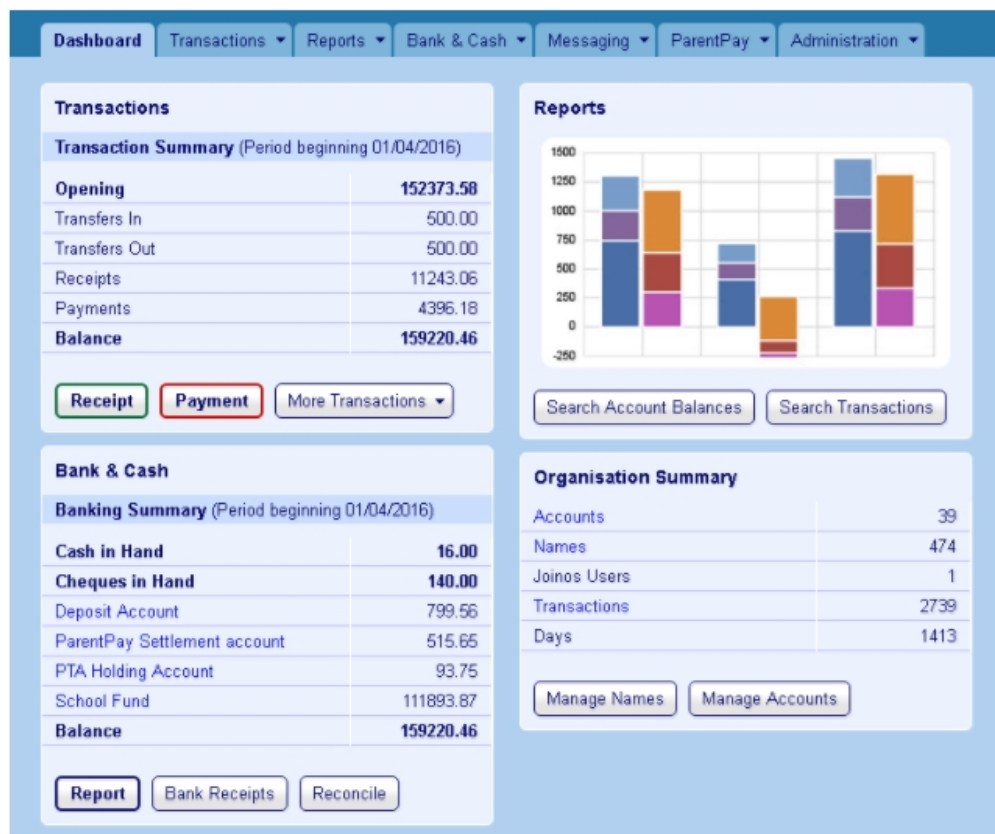 Dashboard Transactions Reports Bank & Cash Messaging ParentPay Administration
Transactions
Transaction Summary (Period beginning 01/04/2016)
Opening 152373.58
Transfers In 500.00
Transfers Out 500.00
Receipts 11243.06
Payments 4396.18
Balance 159220.46
Receipt Payment More Transactions
Reports
1500
1250
1000
750
500
250
0
-250
Search Account Balances Search Transactions
Bank & Cash
Banking Summary (Period beginning 01/04/2016)
Cash in Hand 16.00
Cheques in Hand 140.00
Deposit Account 799.56
ParentPay Settlement account 515.65
PTA Holding Account 93.75
School Fund 111893.87
Balance 159220.46
Report Bank Receipts Reconcile
Organisation Summary
Accounts 39
Names 474
Joinos Users 1
Transactions 2739
Days 1413
Manage Names Manage Accounts